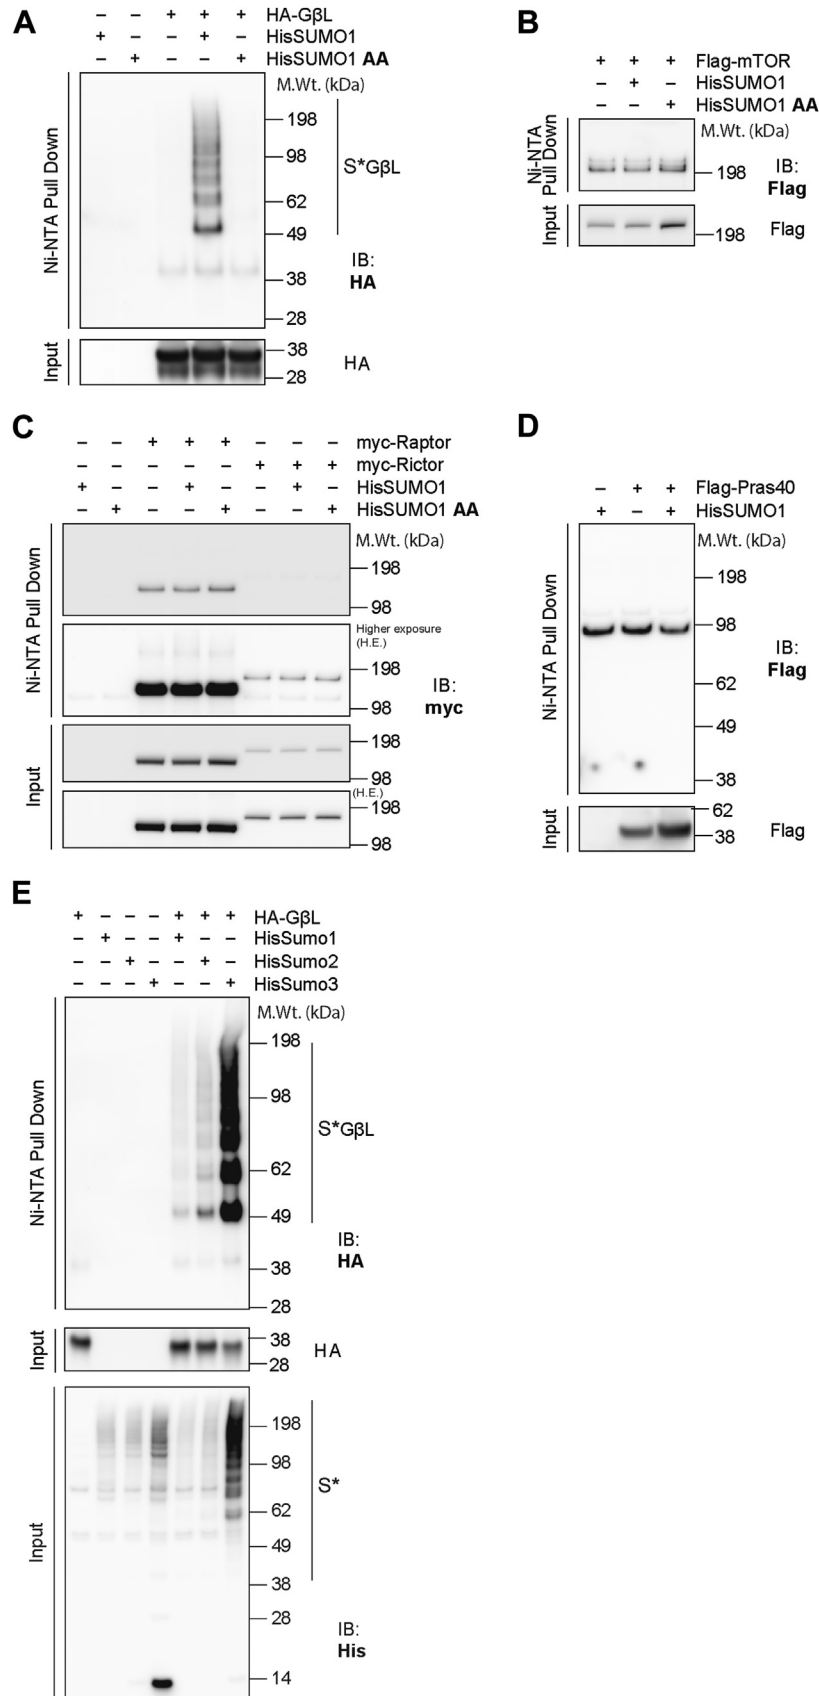 A
– – + + + HA-GβL
+ – – + – HisSUMO1
– + – – + HisSUMO1 AA
M.Wt. (kDa)
Ni-NTA Pull Down
198
98
62
49
38
28
S*GβL
IB:
HA
Input
38
28
HA
B
+ + + Flag-mTOR
– + – HisSUMO1
– – + HisSUMO1 AA
M.Wt. (kDa)
Ni-NTA
Pull Down
198
IB:
Flag
Input
198
Flag
C
– – + + + – – – myc-Raptor
– – – – – + + + myc-Rictor
+ – – + – – + – HisSUMO1
– + – – + – – + HisSUMO1 AA
M.Wt. (kDa)
Ni-NTA Pull Down
198
98
Higher exposure
(H.E.)
198
98
IB:
myc
Input
198
98
(H.E.)
198
98
D
– + + Flag-Pras40
+ – + HisSUMO1
M.Wt. (kDa)
Ni-NTA Pull Down
198
98
62
49
38
IB:
Flag
Input
62
38
Flag
E
+ – – – + + + HA-GβL
– + – – + – – HisSumo1
– – + – – + – HisSumo2
– – – + – – + HisSumo3
M.Wt. (kDa)
Ni-NTA Pull Down
198
98
62
49
38
28
S*GβL
IB:
HA
Input
38
28
HA
Input
198
98
62
49
38
28
14
S*
IB:
His